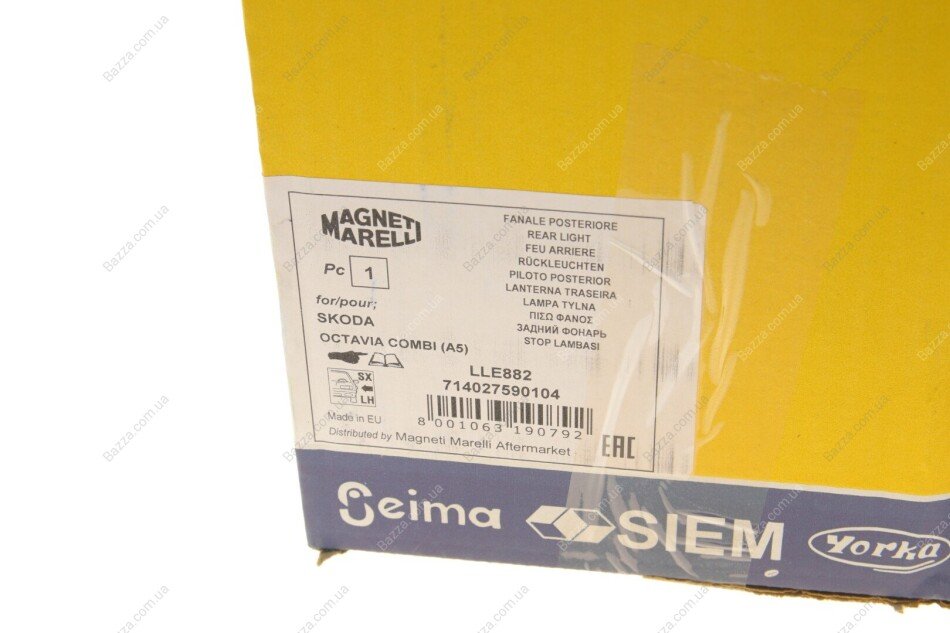 MAGNETI
MARELLI
Pc 1
for/pour;
SKODA
OCTAVIA COMBI (A5)
SX
LH
Made in EU
FANALE POSTERIORE
REAR LIGHT
FEU ARRIERE
RÜCKLEUCHTEN
PILOTO POSTERIOR
LANTERNA TRASEIRA
LAMPA TYLNA
ΠΙΣΩ ΦΑΝΟΣ
ЗАДНИЙ ФОНАРЬ
STOP LAMBASI
LLE882
714027590104
8 001063 190792
Distributed by Magneti Marelli Aftermarket
EAC
Seima
SIEM
Yorka
Bazza.com.ua